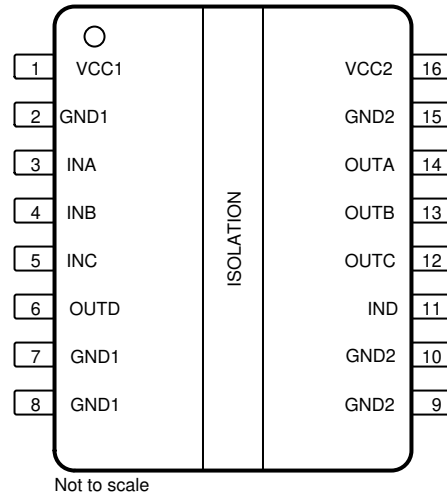 1 VCC1 VCC2 16
2 GND1 GND2 15
3 INA OUTA 14
4 INB OUTB 13
5 INC OUTC 12
6 OUTD IND 11
7 GND1 GND2 10
8 GND1 GND2 9
ISOLATION
Not to scale